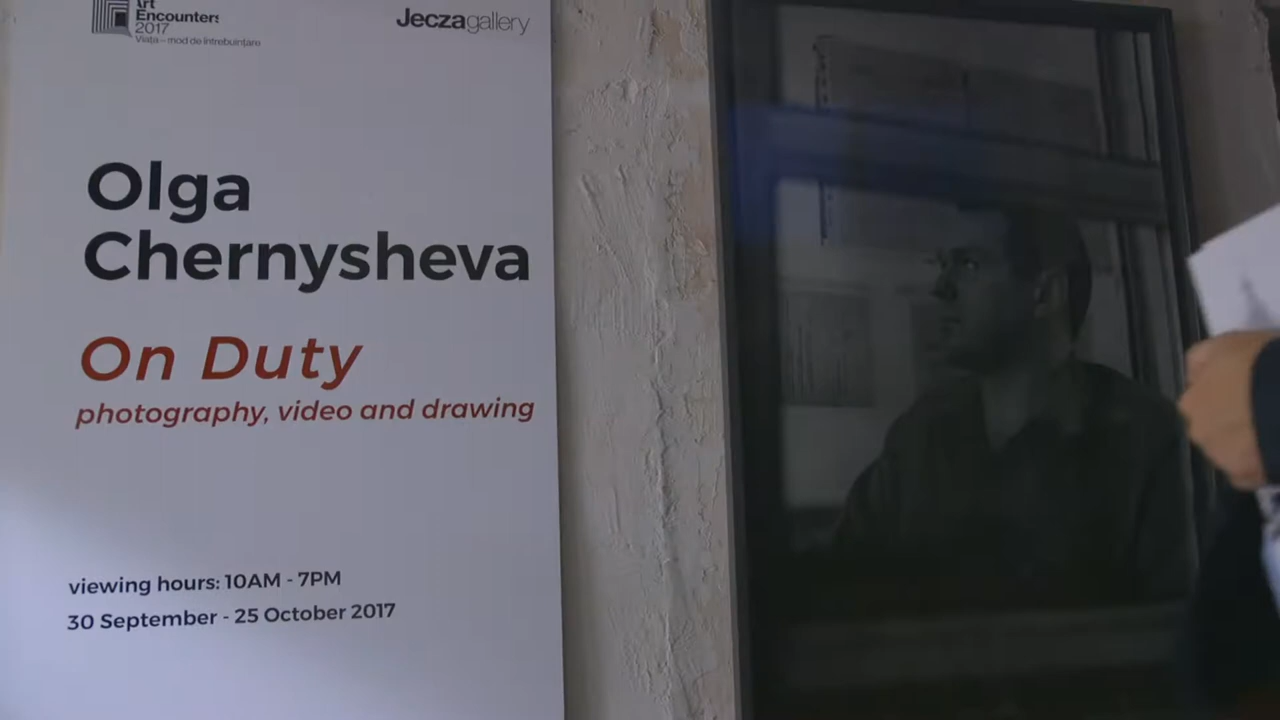 Art
Encounters
2017
Viața – mod de întrebuințare
Jeczagallery
Olga
Chernysheva
On Duty
photography, video and drawing
viewing hours: 10AM - 7PM
30 September - 25 October 2017